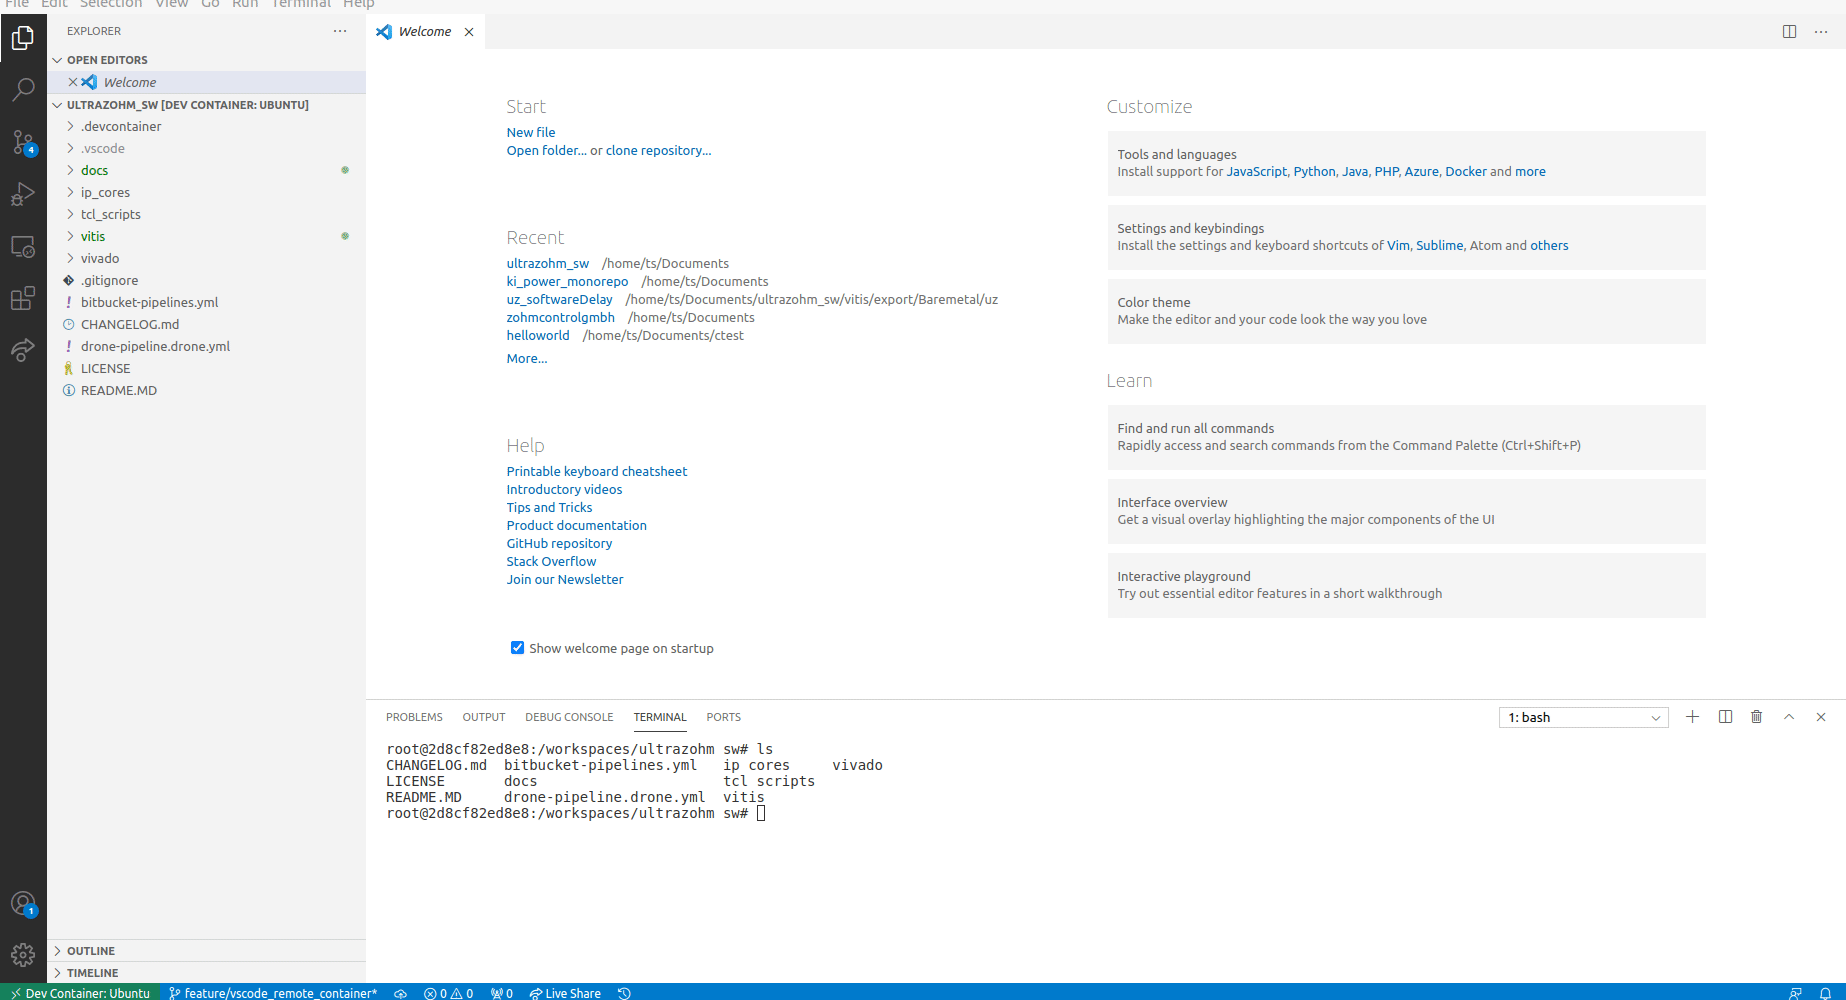 File Edit Selection View Go Run Terminal Help
EXPLORER
OPEN EDITORS
Welcome
ULTRAZOHM_SW [DEV CONTAINER: UBUNTU]
.devcontainer
.vscode
docs
ip_cores
tcl_scripts
vitis
vivado
.gitignore
bitbucket-pipelines.yml
CHANGELOG.md
drone-pipeline.drone.yml
LICENSE
README.MD
OUTLINE
TIMELINE
4
1
Welcome
Start
New file
Open folder... or clone repository...
Recent
ultrazohm_sw /home/ts/Documents
ki_power_monorepo /home/ts/Documents
uz_softwareDelay /home/ts/Documents/ultrazohm_sw/vitis/export/Baremetal/uz
zohmcontrolgmbh /home/ts/Documents
helloworld /home/ts/Documents/ctest
More...
Help
Printable keyboard cheatsheet
Introductory videos
Tips and Tricks
Product documentation
GitHub repository
Stack Overflow
Join our Newsletter
Show welcome page on startup
Customize
Tools and languages
Install support for JavaScript, Python, Java, PHP, Azure, Docker and more
Settings and keybindings
Install the settings and keyboard shortcuts of Vim, Sublime, Atom and others
Color theme
Make the editor and your code look the way you love
Learn
Find and run all commands
Rapidly access and search commands from the Command Palette (Ctrl+Shift+P)
Interface overview
Get a visual overlay highlighting the major components of the UI
Interactive playground
Try out essential editor features in a short walkthrough
PROBLEMS OUTPUT DEBUG CONSOLE TERMINAL PORTS
1: bash
root@2d8cf82ed8e8:/workspaces/ultrazohm sw# ls
CHANGELOG.md bitbucket-pipelines.yml ip cores vivado
LICENSE docs tcl scripts
README.MD drone-pipeline.drone.yml vitis
root@2d8cf82ed8e8:/workspaces/ultrazohm sw#
Dev Container: Ubuntu feature/vscode_remote_container* 0 0 0 Live Share